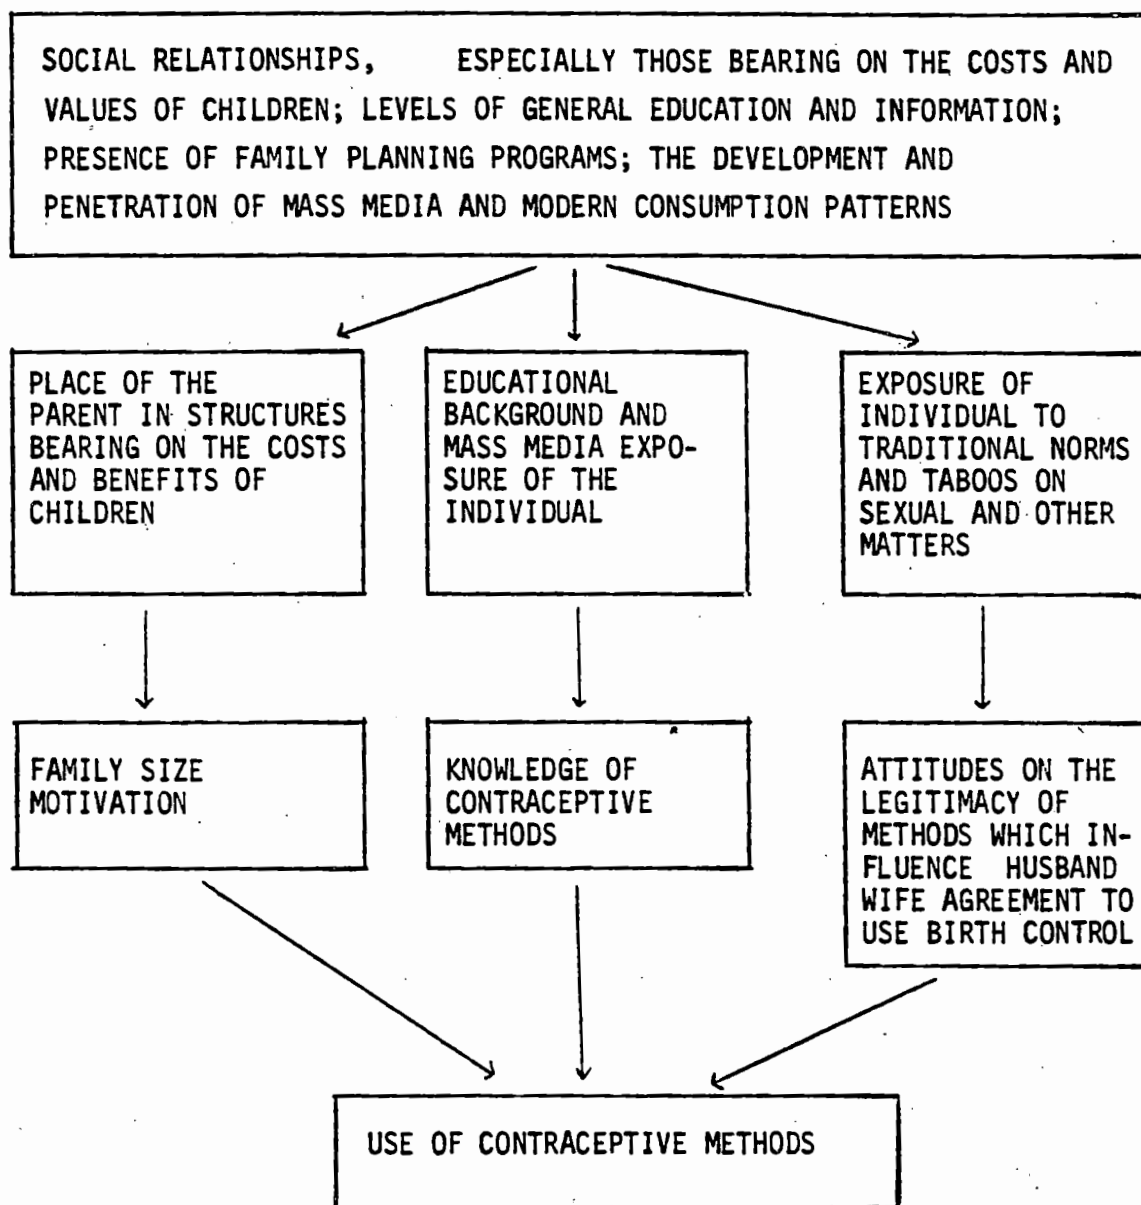 SOCIAL RELATIONSHIPS, ESPECIALLY THOSE BEARING ON THE COSTS AND
VALUES OF CHILDREN; LEVELS OF GENERAL EDUCATION AND INFORMATION;
PRESENCE OF FAMILY PLANNING PROGRAMS; THE DEVELOPMENT AND
PENETRATION OF MASS MEDIA AND MODERN CONSUMPTION PATTERNS
PLACE OF THE
PARENT IN STRUCTURES
BEARING ON THE COSTS
AND BENEFITS OF
CHILDREN
EDUCATIONAL
BACKGROUND AND
MASS MEDIA EXPO-
SURE OF THE
INDIVIDUAL
EXPOSURE OF
INDIVIDUAL TO
TRADITIONAL NORMS
AND TABOOS ON
SEXUAL AND OTHER
MATTERS
FAMILY SIZE
MOTIVATION
KNOWLEDGE OF
CONTRACEPTIVE
METHODS
ATTITUDES ON THE
LEGITIMACY OF
METHODS WHICH IN-
FLUENCE HUSBAND
WIFE AGREEMENT TO
USE BIRTH CONTROL
USE OF CONTRACEPTIVE METHODS